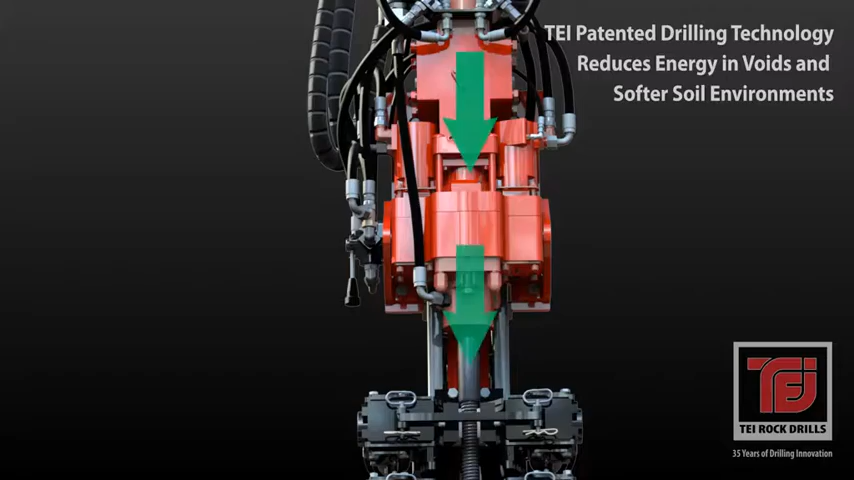 TEI Patented Drilling Technology
Reduces Energy in Voids and
Softer Soil Environments
TEI
TEI ROCK DRILLS
35 Years of Drilling Innovation